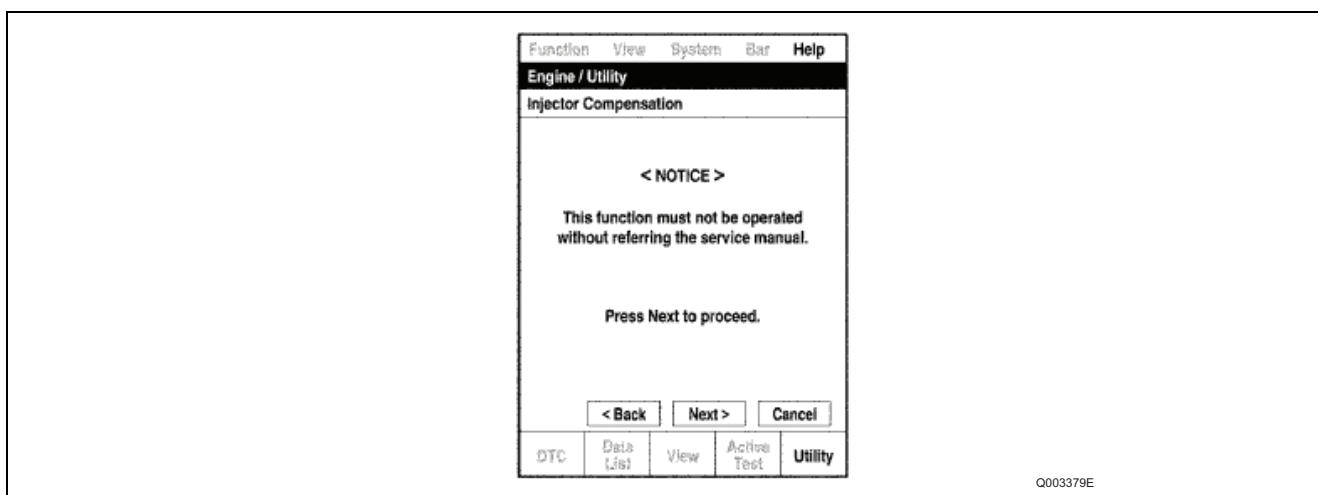 Function View System Bar Help
Engine / Utility
Injector Compensation
< NOTICE >
This function must not be operated
without referring the service manual.
Press Next to proceed.
< Back Next > Cancel
DTC Data List View Active Test Utility
Q003379E